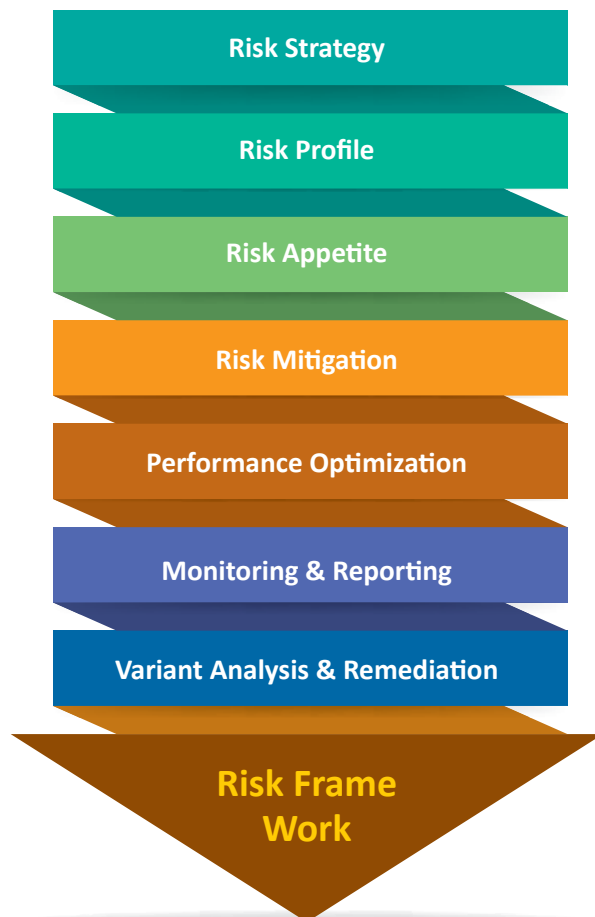 Risk Strategy
Risk Profile
Risk Appetite
Risk Mitigation
Performance Optimization
Monitoring & Reporting
Variant Analysis & Remediation
Risk Frame
Work